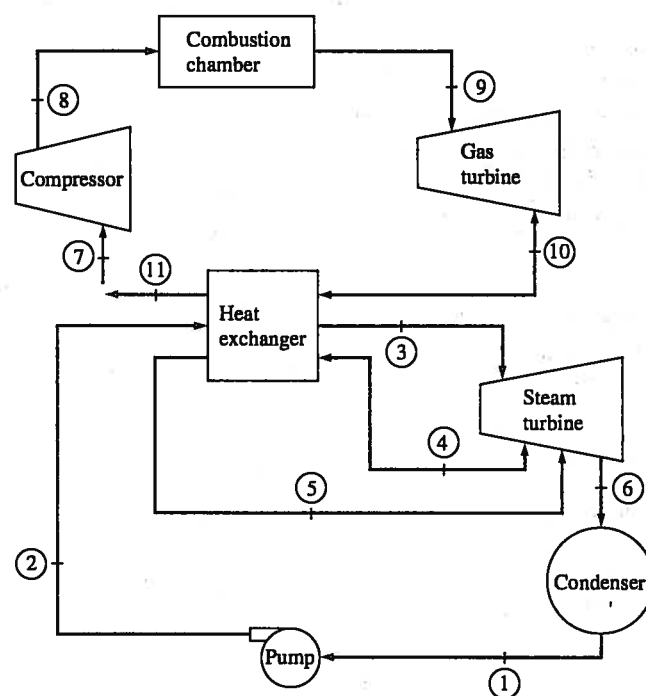 Combustion
chamber
8
9
Compressor
Gas
turbine
7
11
10
Heat
exchanger
3
Steam
turbine
4
5
6
2
Condenser
Pump
1